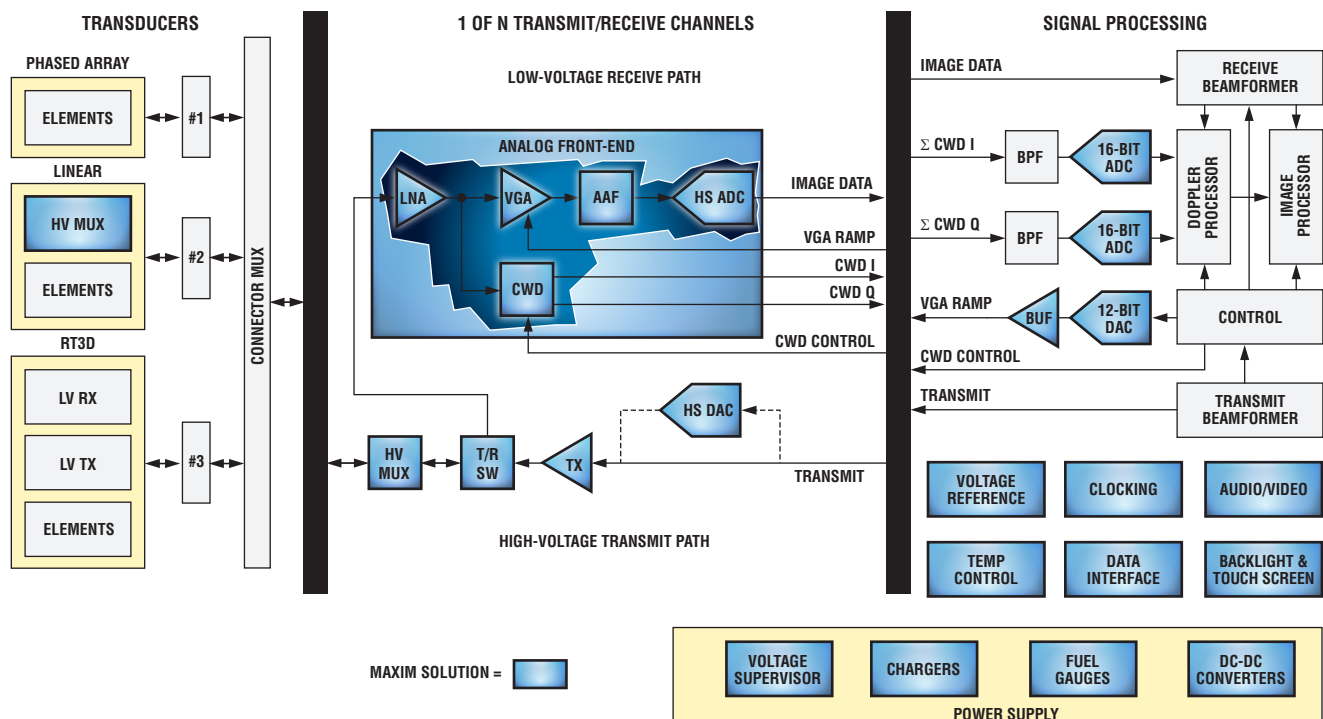 TRANSDUCERS
1 OF N TRANSMIT/RECEIVE CHANNELS
SIGNAL PROCESSING
PHASED ARRAY
ELEMENTS
#1
LINEAR
HV MUX
ELEMENTS
#2
RT3D
LV RX
LV TX
ELEMENTS
#3
CONNECTOR MUX
LOW-VOLTAGE RECEIVE PATH
ANALOG FRONT-END
LNA
VGA
AAF
HS ADC
CWD
IMAGE DATA
VGA RAMP
CWD I
CWD Q
CWD CONTROL
HS DAC
HV
MUX
T/R
SW
TX
TRANSMIT
HIGH-VOLTAGE TRANSMIT PATH
IMAGE DATA
RECEIVE
BEAMFORMER
Σ CWD I
BPF
16-BIT
ADC
Σ CWD Q
BPF
16-BIT
ADC
DOPPLER
PROCESSOR
IMAGE
PROCESSOR
VGA RAMP
BUF
12-BIT
DAC
CONTROL
CWD CONTROL
TRANSMIT
TRANSMIT
BEAMFORMER
VOLTAGE
REFERENCE
CLOCKING
AUDIO/VIDEO
TEMP
CONTROL
DATA
INTERFACE
BACKLIGHT &
TOUCH SCREEN
MAXIM SOLUTION =
VOLTAGE
SUPERVISOR
CHARGERS
FUEL
GAUGES
DC-DC
CONVERTERS
POWER SUPPLY